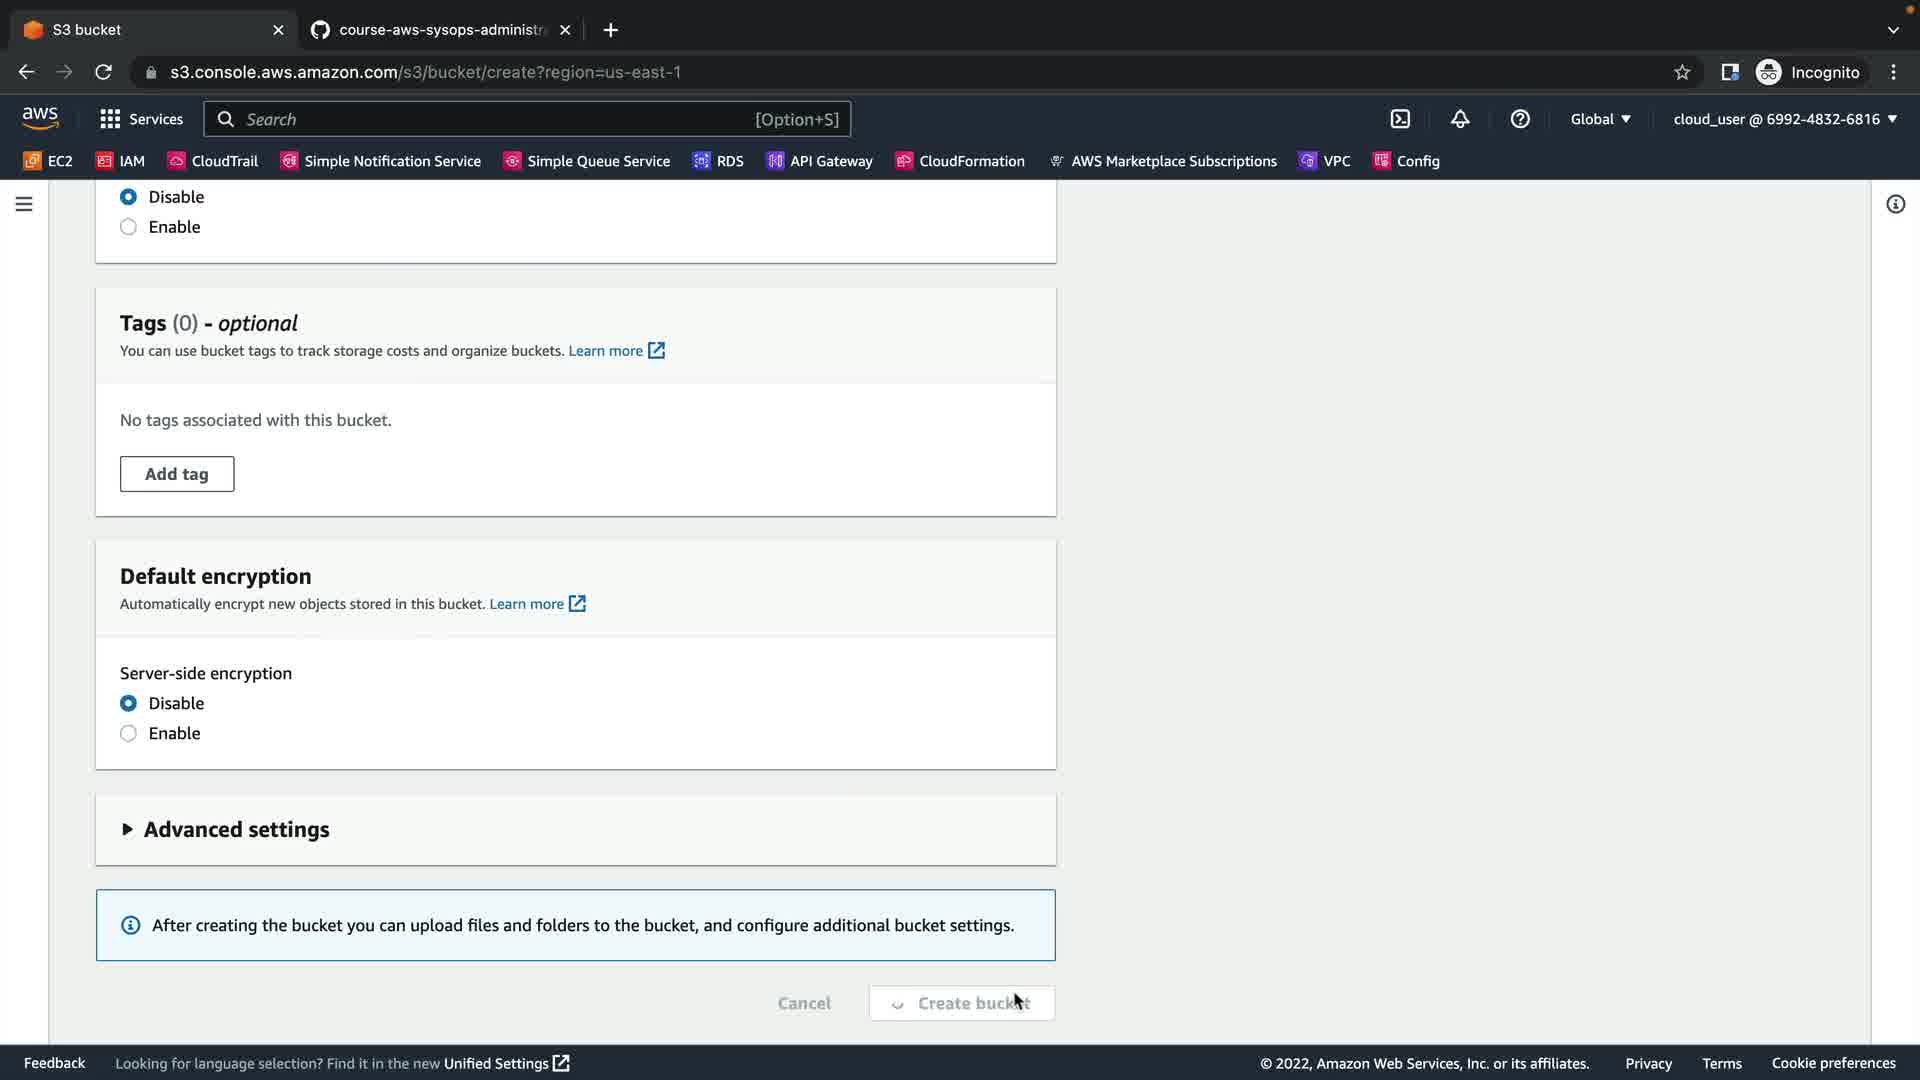 S3 bucket
course-aws-sysops-administr
s3.console.aws.amazon.com/s3/bucket/create?region=us-east-1
Incognito
aws
Services
Search
[Option+S]
Global
cloud_user @ 6992-4832-6816
EC2
IAM
CloudTrail
Simple Notification Service
Simple Queue Service
RDS
API Gateway
CloudFormation
AWS Marketplace Subscriptions
VPC
Config
Disable
Enable
Tags (0) - optional
You can use bucket tags to track storage costs and organize buckets. Learn more
No tags associated with this bucket.
Add tag
Default encryption
Automatically encrypt new objects stored in this bucket. Learn more
Server-side encryption
Disable
Enable
Advanced settings
After creating the bucket you can upload files and folders to the bucket, and configure additional bucket settings.
Cancel
Create bucket
Feedback
Looking for language selection? Find it in the new Unified Settings
© 2022, Amazon Web Services, Inc. or its affiliates.
Privacy
Terms
Cookie preferences